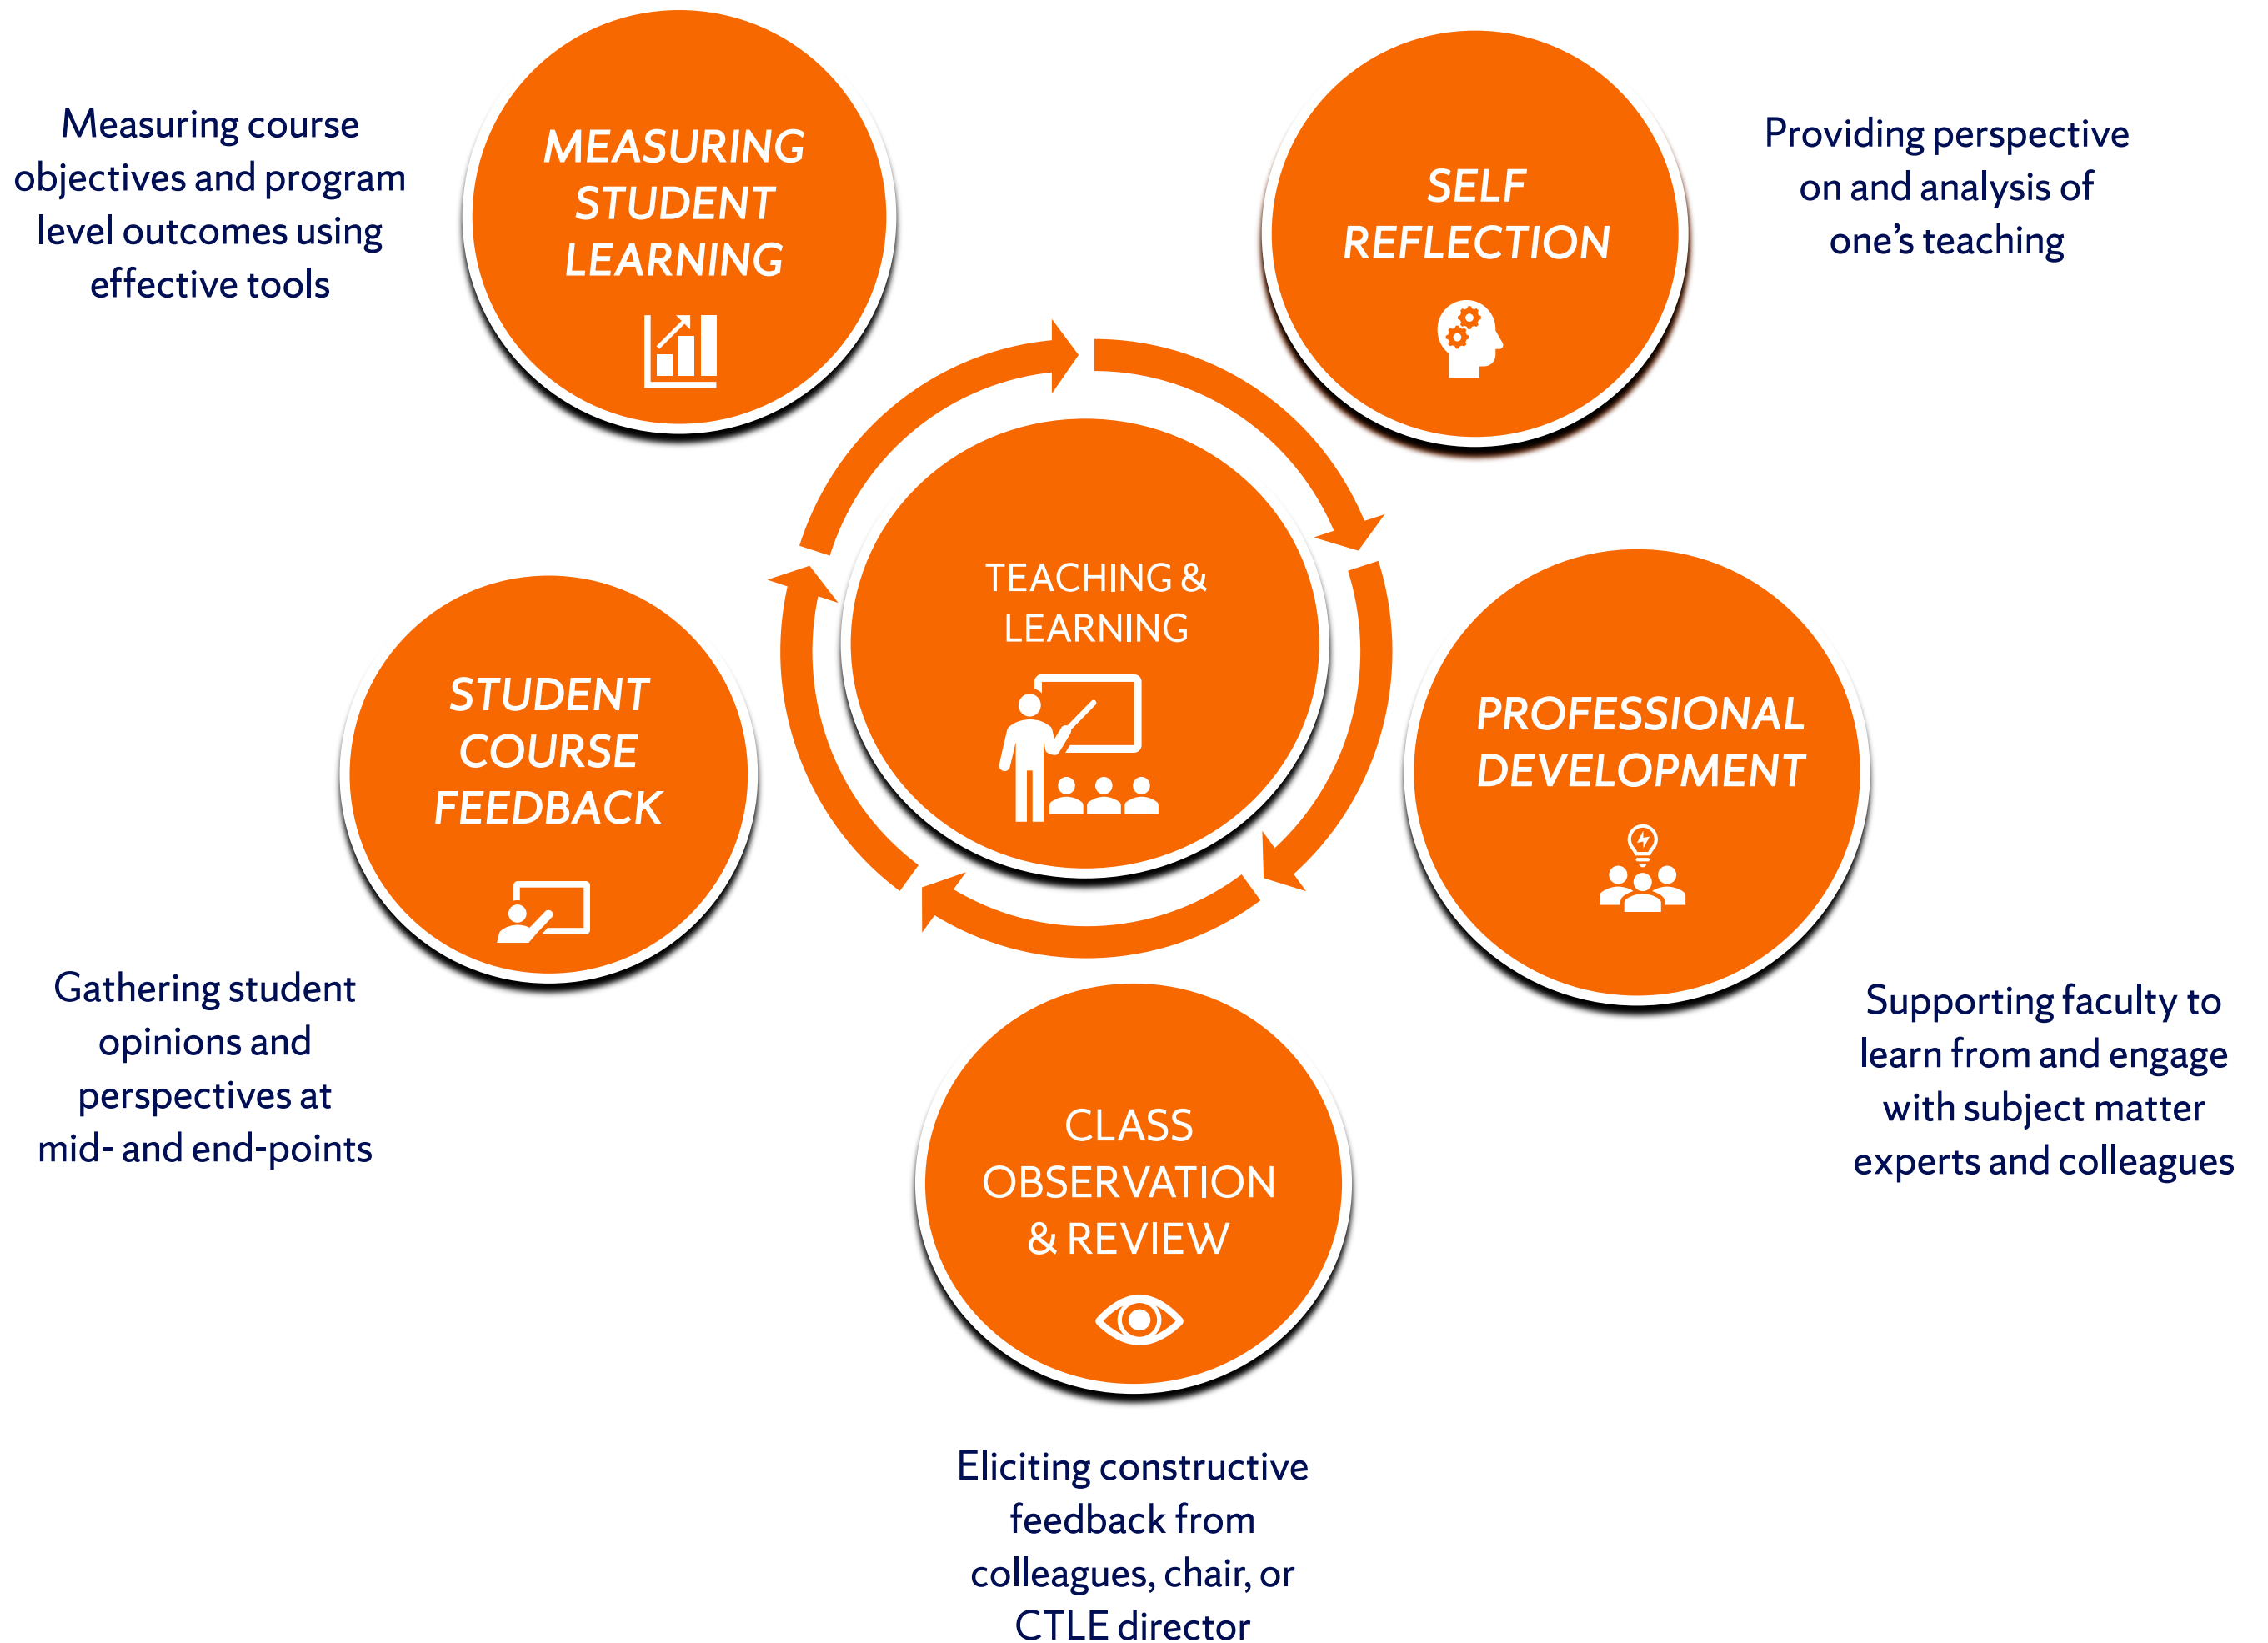 Measuring course
objectives and program
level outcomes using
effective tools
MEASURING
STUDENT
LEARNING
SELF
REFLECTION
Providing perspective
on and analysis of
one’s teaching
TEACHING &
LEARNING
STUDENT
COURSE
FEEDBACK
Gathering student
opinions and
perspectives at
mid- and end-points
PROFESSIONAL
DEVELOPMENT
Supporting faculty to
learn from and engage
with subject matter
experts and colleagues
CLASS
OBSERVATION
& REVIEW
Eliciting constructive
feedback from
colleagues, chair, or
CTLE director